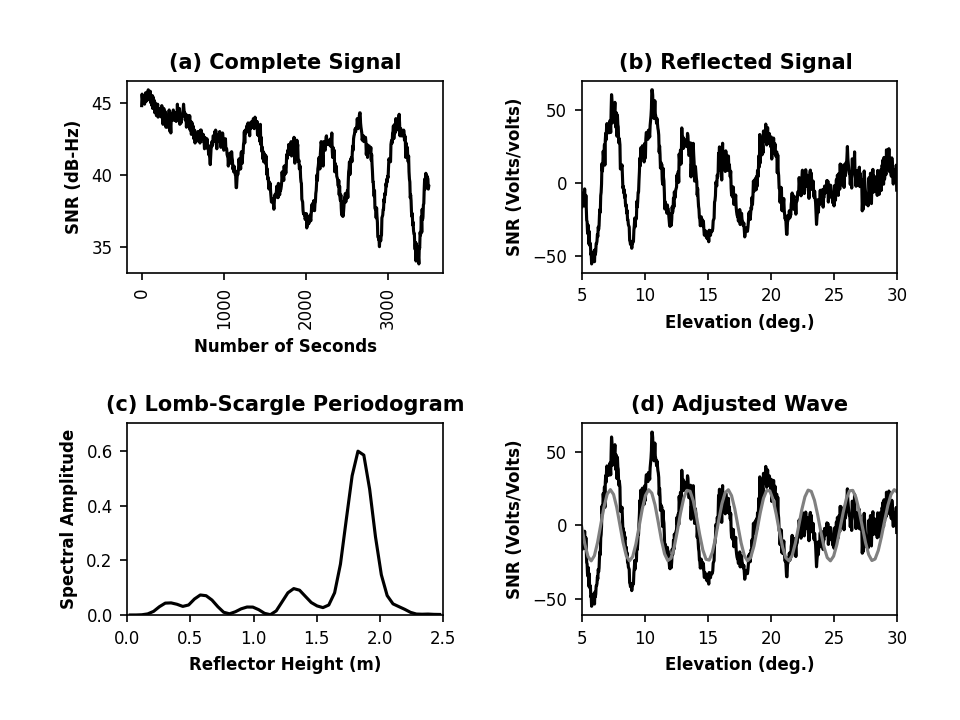 (a) Complete Signal
SNR (dB-Hz)
45
40
35
0
1000
2000
3000
Number of Seconds
(b) Reflected Signal
SNR (Volts/volts)
50
0
−50
5 10 15 20 25 30
Elevation (deg.)
(c) Lomb-Scargle Periodogram
Spectral Amplitude
0.6
0.4
0.2
0.0
0.0 0.5 1.0 1.5 2.0 2.5
Reflector Height (m)
(d) Adjusted Wave
SNR (Volts/Volts)
50
0
−50
5 10 15 20 25 30
Elevation (deg.)